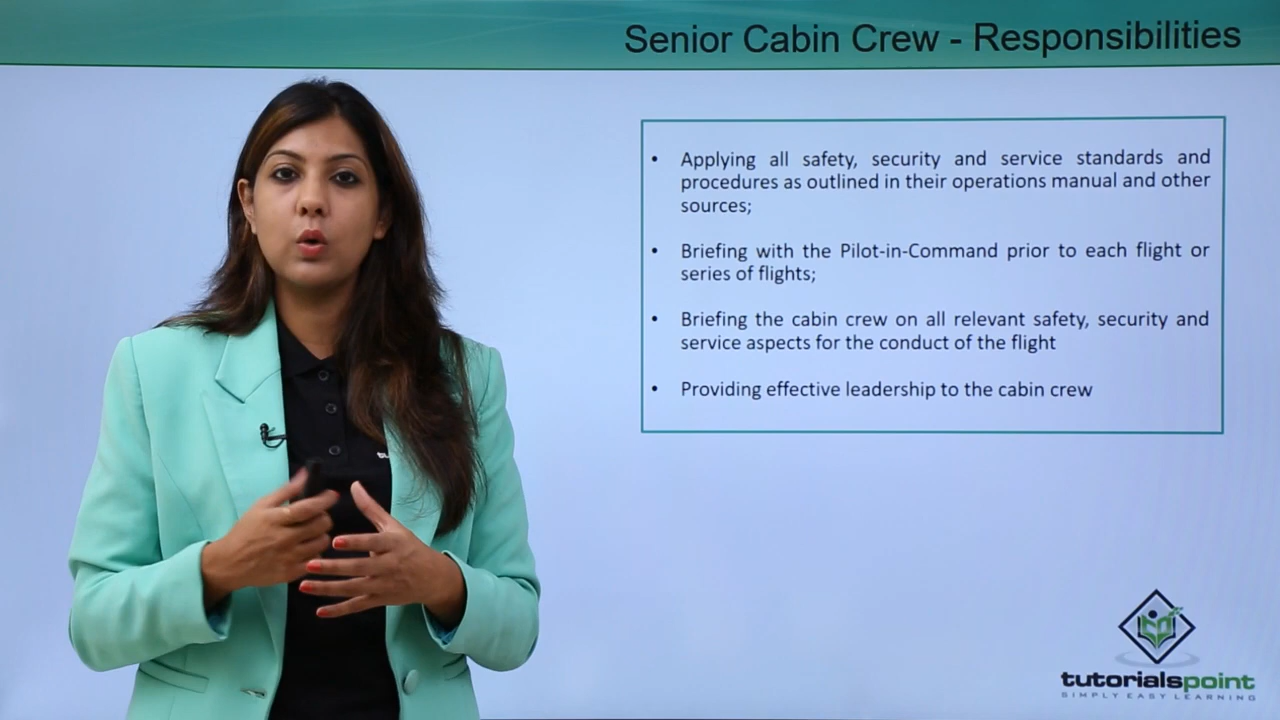 Senior Cabin Crew - Responsibilities
• Applying all safety, security and service standards and
procedures as outlined in their operations manual and other
sources;
• Briefing with the Pilot-in-Command prior to each flight or
series of flights;
• Briefing the cabin crew on all relevant safety, security and
service aspects for the conduct of the flight
• Providing effective leadership to the cabin crew
tutorialspoint
SIMPLY EASY LEARNING